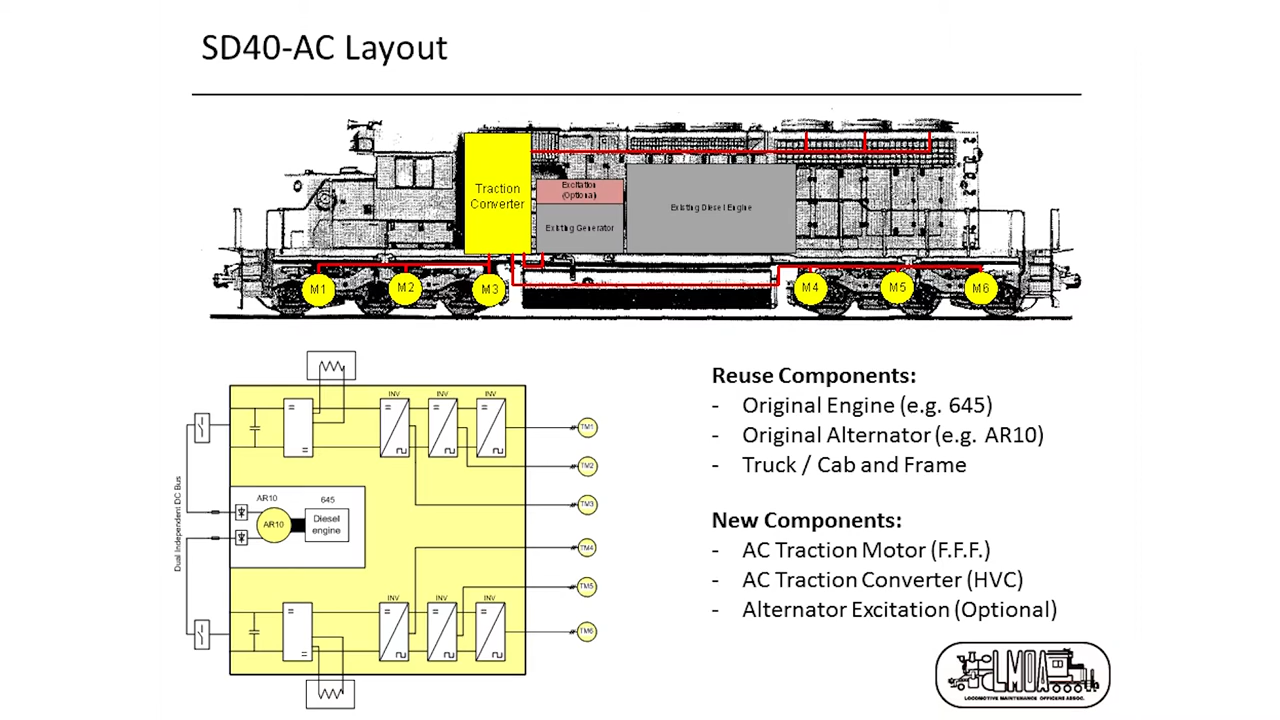 SD40-AC Layout
Traction
Converter
Excitation
(Optional)
Existing Generator
Existing Diesel Engine
M1
M2
M3
M4
M5
M6
INV
INV
INV
TM1
TM2
TM3
TM4
TM5
TM6
Dual Independent DC Bus
AR10
645
AR10
Diesel
engine
INV
INV
INV
Reuse Components:
- Original Engine (e.g. 645)
- Original Alternator (e.g. AR10)
- Truck / Cab and Frame
New Components:
- AC Traction Motor (F.F.F.)
- AC Traction Converter (HVC)
- Alternator Excitation (Optional)
LMOA
LOCOMOTIVE MAINTENANCE OFFICERS ASSOC.